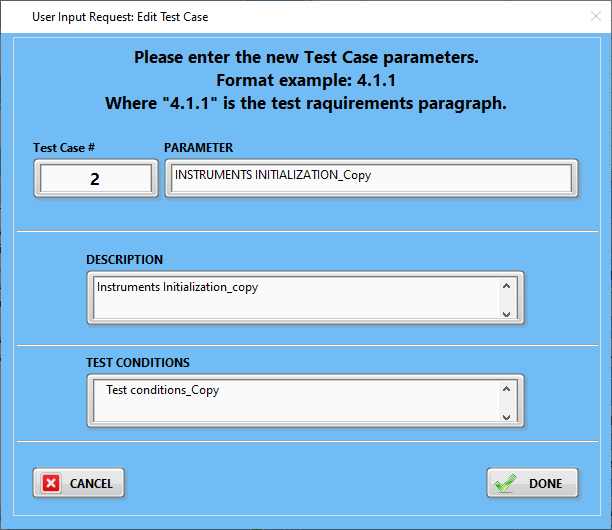 User Input Request: Edit Test Case
Please enter the new Test Case parameters.
Format example: 4.1.1
Where "4.1.1" is the test raquirements paragraph.
Test Case # PARAMETER
2 INSTRUMENTS INITIALIZATION_Copy
DESCRIPTION
Instruments Initialization_copy
TEST CONDITIONS
Test conditions_Copy
CANCEL DONE